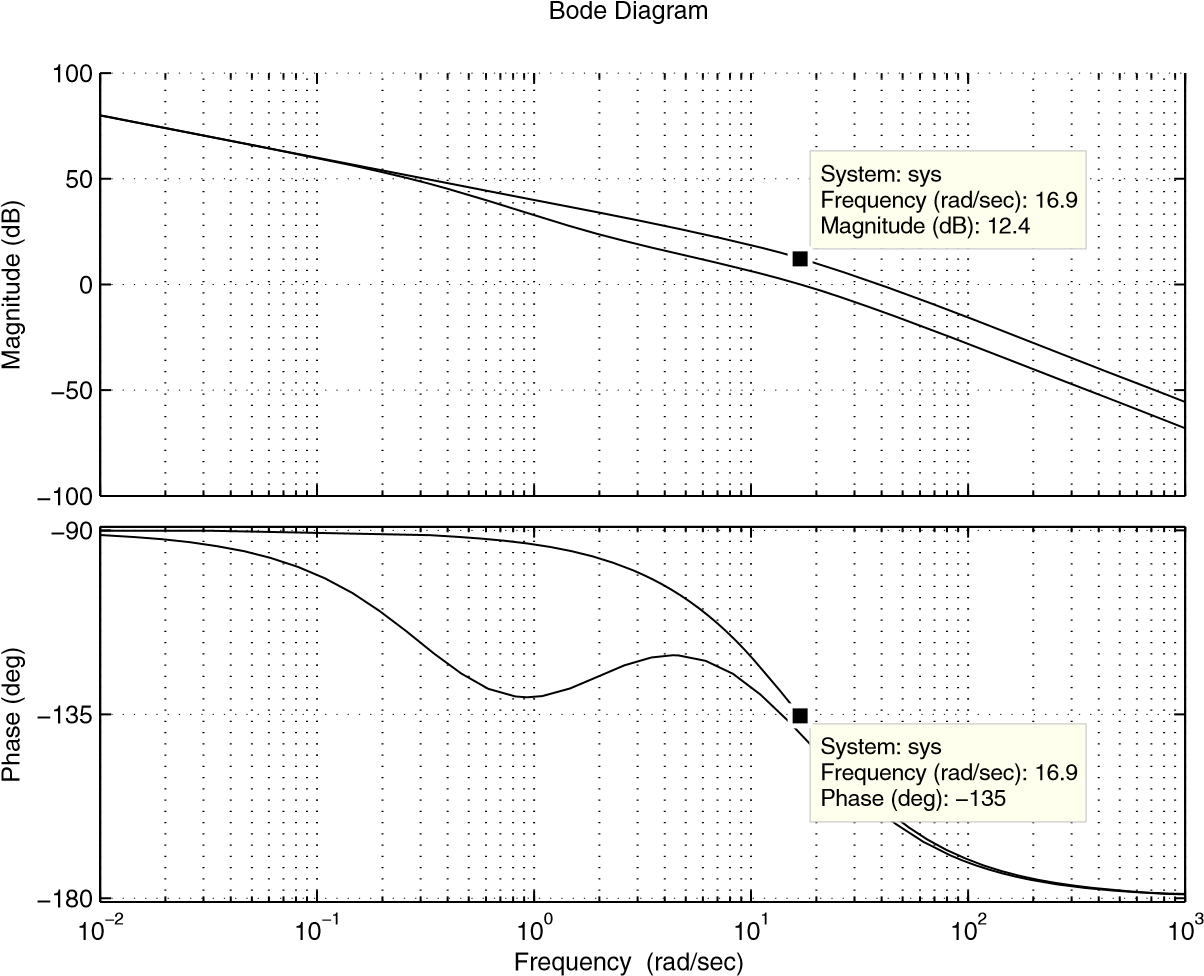 Bode Diagram
100
50
0
−50
−100
Magnitude (dB)
System: sys
Frequency (rad/sec): 16.9
Magnitude (dB): 12.4
−90
−135
−180
Phase (deg)
System: sys
Frequency (rad/sec): 16.9
Phase (deg): −135
10⁻² 10⁻¹ 10⁰ 10¹ 10² 10³
Frequency (rad/sec)